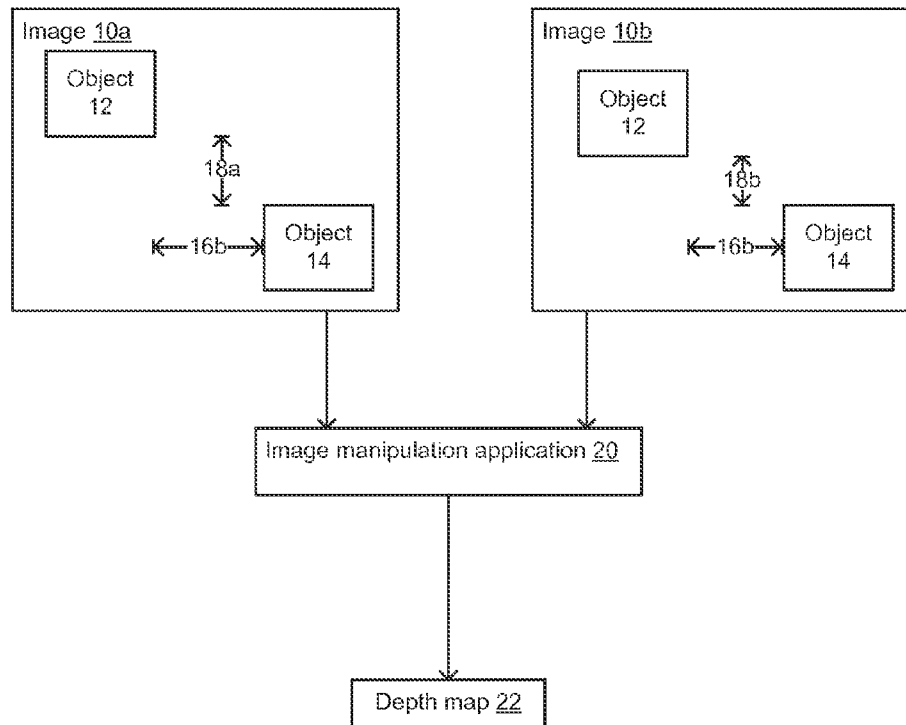 Image 10a
Object
12
18a
16b
Object
14
Image 10b
Object
12
18b
16b
Object
14
Image manipulation application 20
Depth map 22